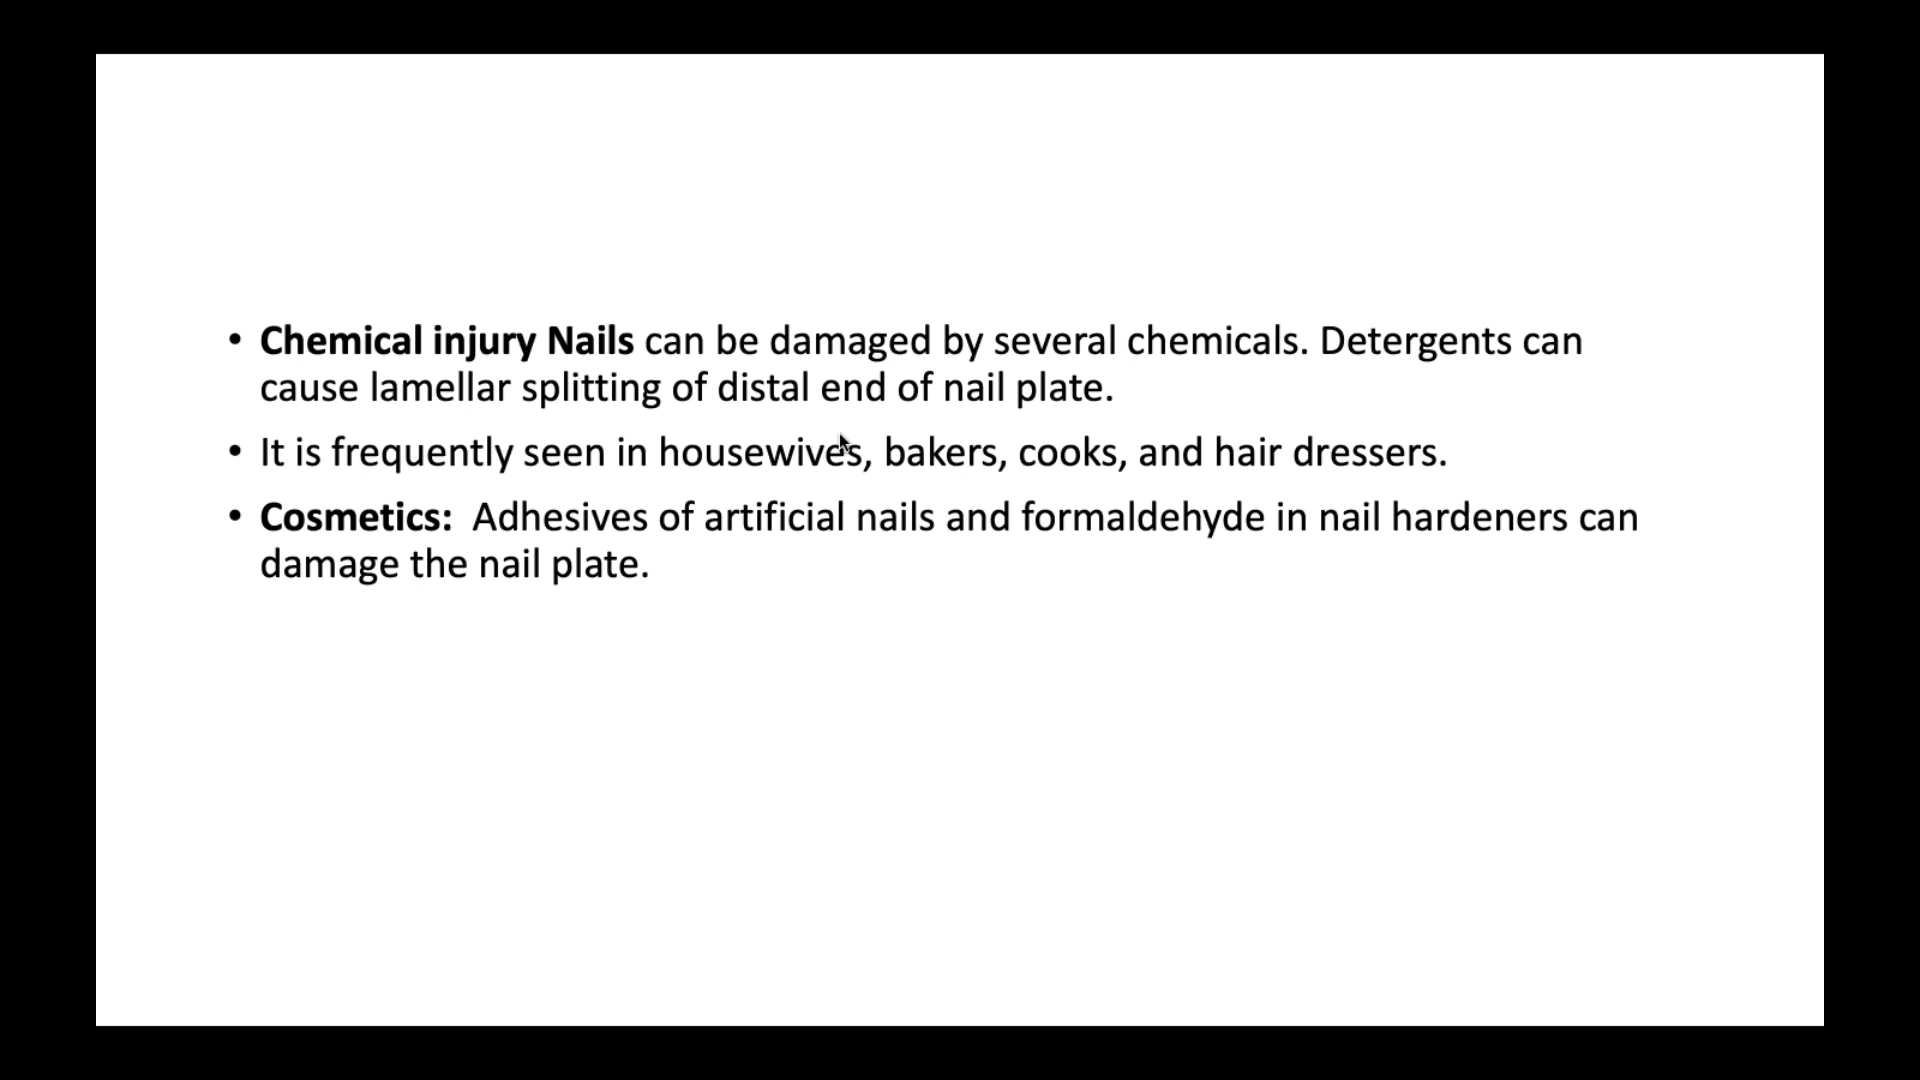 • Chemical injury Nails can be damaged by several chemicals. Detergents can
cause lamellar splitting of distal end of nail plate.
• It is frequently seen in housewives, bakers, cooks, and hair dressers.
• Cosmetics:  Adhesives of artificial nails and formaldehyde in nail hardeners can
damage the nail plate.